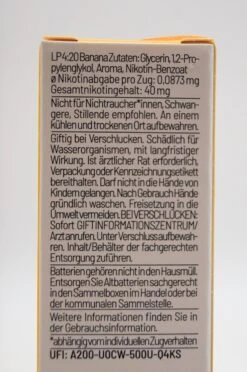 LP4:20 Banana Zutaten: Glycerin, 1,2-Pro-
pylenglykol, Aroma, Nikotin-Benzoat
ø Nikotinabgabe pro Zug: 0,0873 mg
Gesamtnikotingehalt: 40 mg
Nicht für Nichtraucher*innen, Schwan-
gere, Stillende empfohlen. An einem
kühlen und trockenen Ort aufbewahren.
Giftig bei Verschlucken. Schädlich für
Wasserorganismen, mit langfristiger
Wirkung. Ist ärztlicher Rat erforderlich,
Verpackung oder Kennzeichnungsetikett
bereithalten. Darf nicht in die Hände von
Kindern gelangen. Nach Gebrauch Hände
gründlich waschen. Freisetzung in die
Umwelt vermeiden. BEI VERSCHLUCKEN:
Sofort GIFTINFORMATIONSZENTRUM/
Arzt anrufen. Unter Verschluss aufbewah-
ren. Inhalt/Behälter der fachgerechten
Entsorgung zuführen.
Batterien gehören nicht in den Hausmüll.
Entsorgen Sie Altbatterien sachgerecht
in den Sammelboxen im Handel oder bei
der kommunalen Sammelstelle.
Weitere Informationen finden Sie in
der Gebrauchsinformation.
*abhängig vom individuellen Zugverhalten
UFI: A200-U0CW-500U-Q4KS